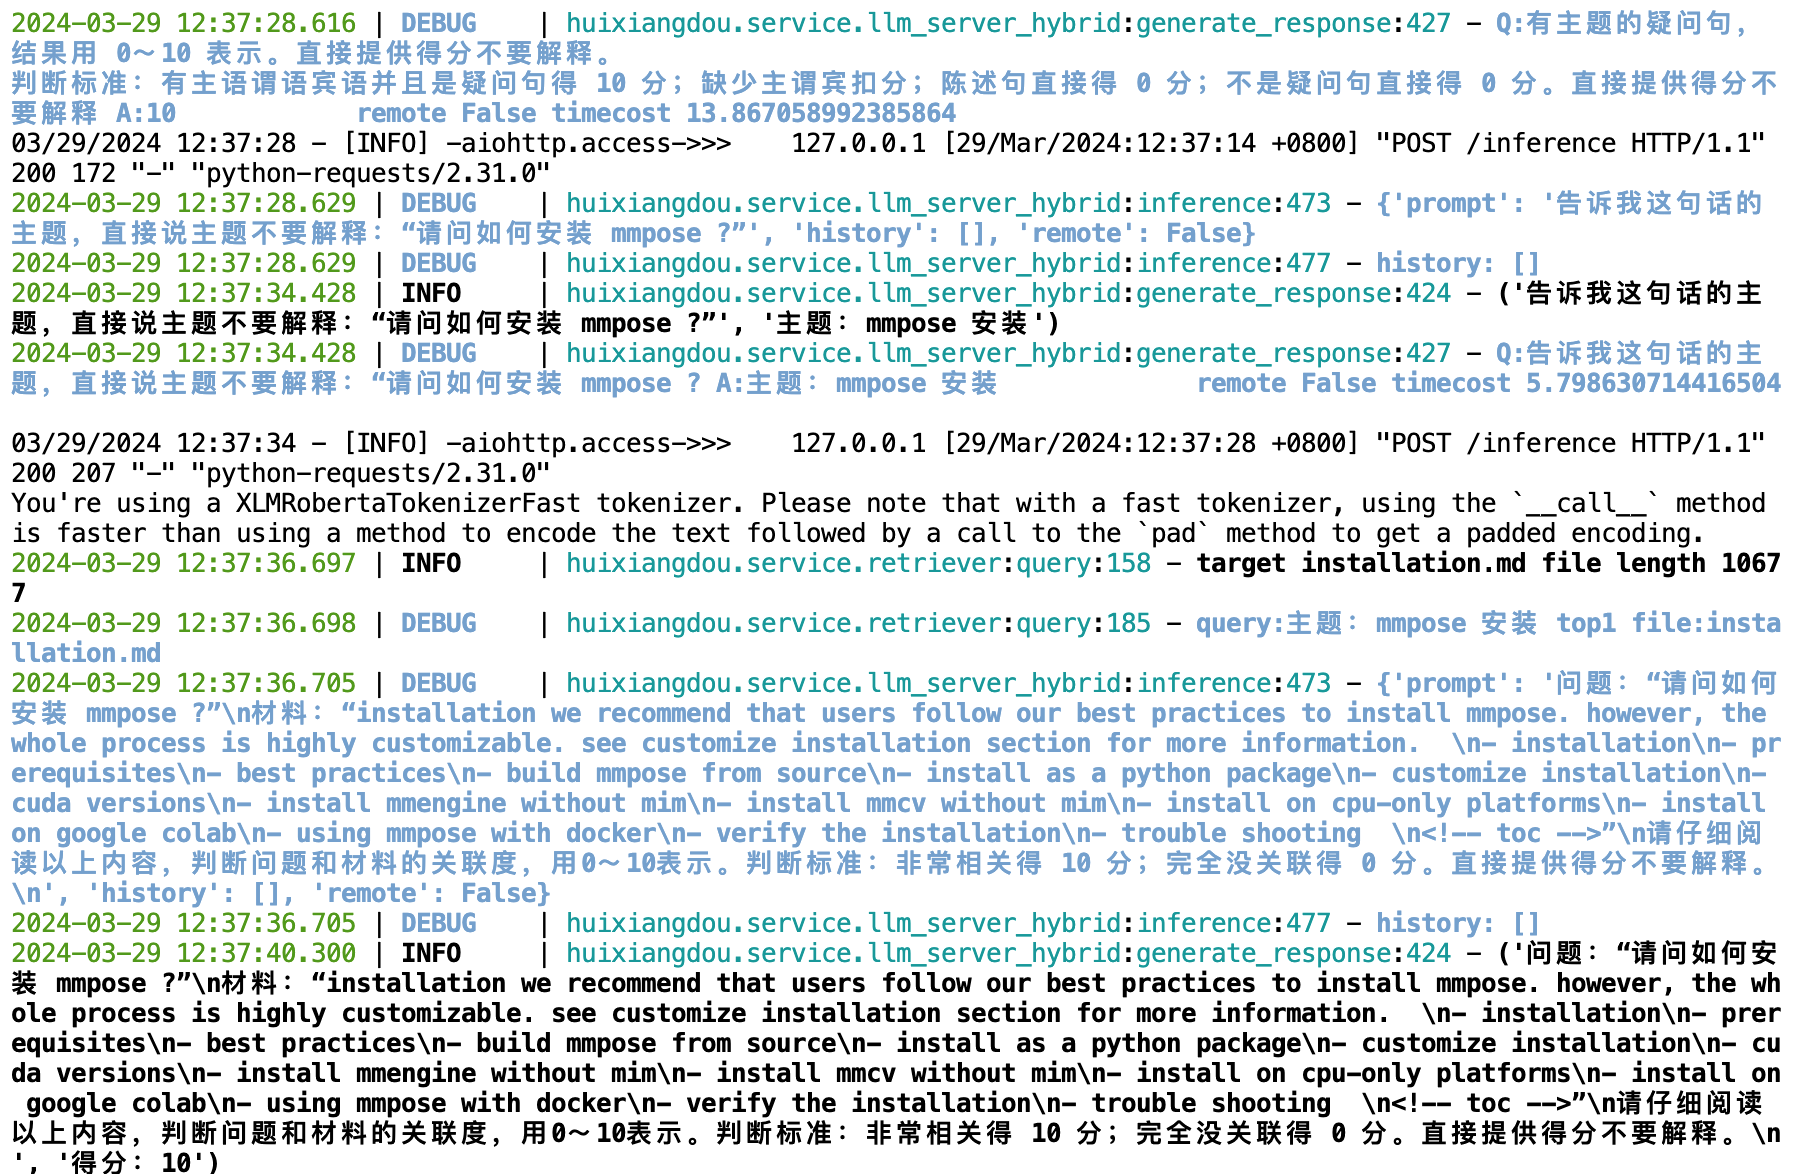 2024-03-29 12:37:28.616 | DEBUG    | huixiangdou.service.llm_server_hybrid:generate_response:427 - Q:有主题的疑问句，
结果用 0～10 表示。直接提供得分不要解释。
判断标准：有主语谓语宾语并且是疑问句得 10 分；缺少主谓宾扣分；陈述句直接得 0 分；不是疑问句直接得 0 分。直接提供得分不
要解释 A:10            remote False timecost 13.867058992385864
03/29/2024 12:37:28 - [INFO] -aiohttp.access->>>    127.0.0.1 [29/Mar/2024:12:37:14 +0800] "POST /inference HTTP/1.1"
200 172 "-" "python-requests/2.31.0"
2024-03-29 12:37:28.629 | DEBUG    | huixiangdou.service.llm_server_hybrid:inference:473 - {'prompt': '告诉我这句话的
主题，直接说主题不要解释：“请问如何安装 mmpose ?”', 'history': [], 'remote': False}
2024-03-29 12:37:28.629 | DEBUG    | huixiangdou.service.llm_server_hybrid:inference:477 - history: []
2024-03-29 12:37:34.428 | INFO     | huixiangdou.service.llm_server_hybrid:generate_response:424 - ('告诉我这句话的主
题，直接说主题不要解释：“请问如何安装 mmpose ?”', '主题：mmpose 安装')
2024-03-29 12:37:34.428 | DEBUG    | huixiangdou.service.llm_server_hybrid:generate_response:427 - Q:告诉我这句话的主
题，直接说主题不要解释：“请问如何安装 mmpose ? A:主题：mmpose 安装             remote False timecost 5.798630714416504
03/29/2024 12:37:34 - [INFO] -aiohttp.access->>>    127.0.0.1 [29/Mar/2024:12:37:28 +0800] "POST /inference HTTP/1.1"
200 207 "-" "python-requests/2.31.0"
You're using a XLMRobertaTokenizerFast tokenizer. Please note that with a fast tokenizer, using the `__call__` method
is faster than using a method to encode the text followed by a call to the `pad` method to get a padded encoding.
2024-03-29 12:37:36.697 | INFO     | huixiangdou.service.retriever:query:158 - target installation.md file length 1067
7
2024-03-29 12:37:36.698 | DEBUG    | huixiangdou.service.retriever:query:185 - query:主题：mmpose 安装 top1 file:insta
llation.md
2024-03-29 12:37:36.705 | DEBUG    | huixiangdou.service.llm_server_hybrid:inference:473 - {'prompt': '问题：“请问如何
安装 mmpose ?”\n材料：“installation we recommend that users follow our best practices to install mmpose. however, the
whole process is highly customizable. see customize installation section for more information.  \n- installation\n- pr
erequisites\n- best practices\n- build mmpose from source\n- install as a python package\n- customize installation\n-
cuda versions\n- install mmengine without mim\n- install mmcv without mim\n- install on cpu-only platforms\n- install
on google colab\n- using mmpose with docker\n- verify the installation\n- trouble shooting  \n<!-- toc -->”\n请仔细阅
读以上内容，判断问题和材料的关联度，用0～10表示。判断标准：非常相关得 10 分；完全没关联得 0 分。直接提供得分不要解释。
\n', 'history': [], 'remote': False}
2024-03-29 12:37:36.705 | DEBUG    | huixiangdou.service.llm_server_hybrid:inference:477 - history: []
2024-03-29 12:37:40.300 | INFO     | huixiangdou.service.llm_server_hybrid:generate_response:424 - ('问题：“请问如何安
装 mmpose ?”\n材料：“installation we recommend that users follow our best practices to install mmpose. however, the wh
ole process is highly customizable. see customize installation section for more information.  \n- installation\n- prer
equisites\n- best practices\n- build mmpose from source\n- install as a python package\n- customize installation\n- cu
da versions\n- install mmengine without mim\n- install mmcv without mim\n- install on cpu-only platforms\n- install on
 google colab\n- using mmpose with docker\n- verify the installation\n- trouble shooting  \n<!-- toc -->”\n请仔细阅读
以上内容，判断问题和材料的关联度，用0～10表示。判断标准：非常相关得 10 分；完全没关联得 0 分。直接提供得分不要解释。\n
', '得分：10')